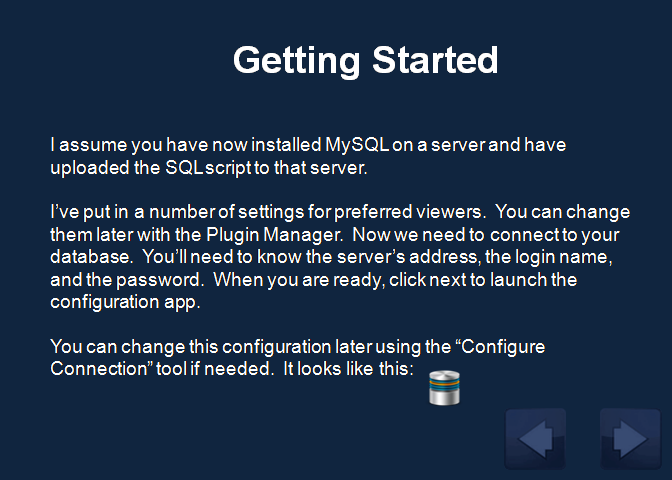 Getting Started
I assume you have now installed MySQL on a server and have
uploaded the SQL script to that server.
I've put in a number of settings for preferred viewers.  You can change
them later with the Plugin Manager.  Now we need to connect to your
database.  You'll need to know the server's address, the login name,
and the password.  When you are ready, click next to launch the
configuration app.
You can change this configuration later using the “Configure
Connection” tool if needed.  It looks like this: